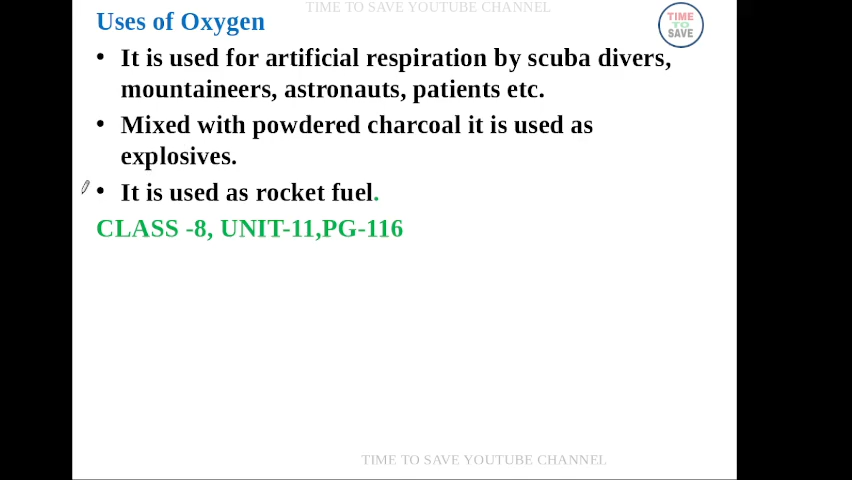 TIME TO SAVE YOUTUBE CHANNEL
Uses of Oxygen
TIME
TO
SAVE
• It is used for artificial respiration by scuba divers,
mountaineers, astronauts, patients etc.
• Mixed with powdered charcoal it is used as
explosives.
• It is used as rocket fuel.
CLASS -8, UNIT-11,PG-116
TIME TO SAVE YOUTUBE CHANNEL